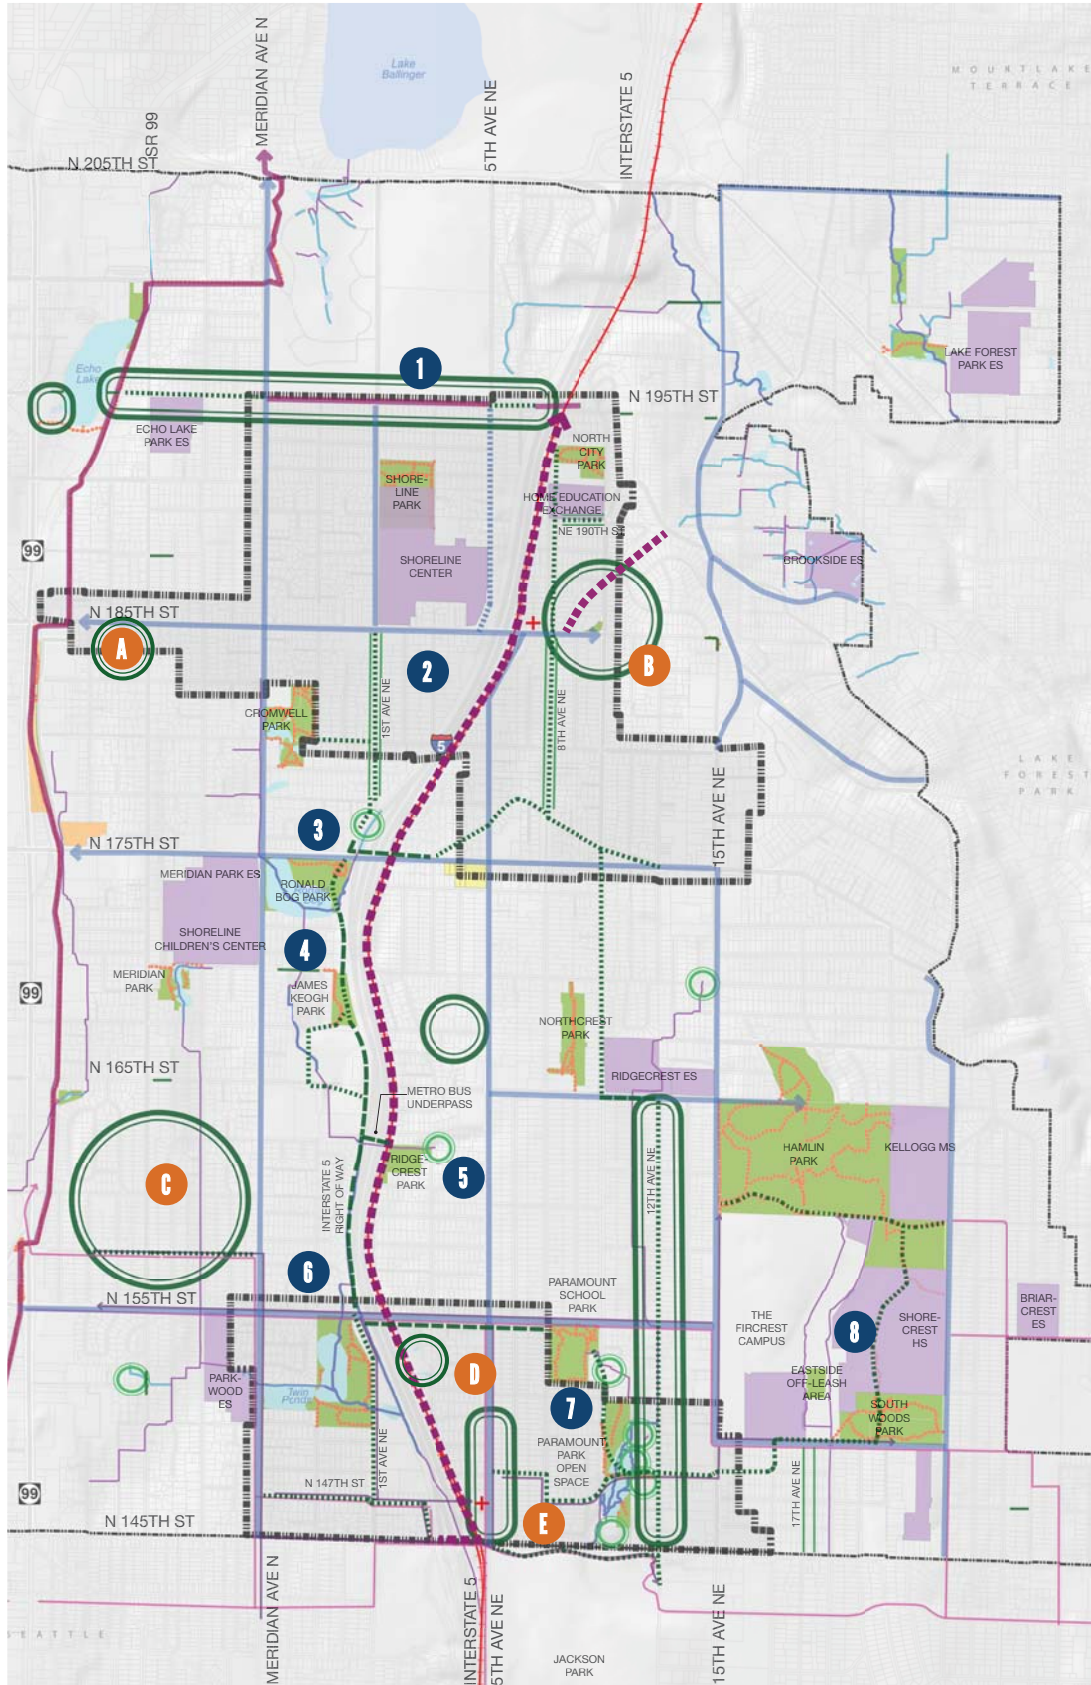 MERIDIAN AVE N
Lake
Ballinger
SR 99
5TH AVE NE
INTERSTATE 5
MOUNTLAKE
TERRACE
N 205TH ST
1
Echo
Lake
N 195TH ST
LAKE FOREST
PARK ES
ECHO LAKE
PARK ES
NORTH
CITY
PARK
SHORE-
LINE
PARK
HOME EDUCATION
EXCHANGE
NE 190TH ST
99
SHORELINE
CENTER
BROOKSIDE ES
N 185TH ST
A
2
B
1ST AVE NE
8TH AVE NE
CROMWELL
PARK
5
LAKE
FOREST
PARK
15TH AVE NE
3
N 175TH ST
MERIDIAN PARK ES
RONALD
BOG PARK
SHORELINE
CHILDREN'S CENTER
4
MERIDIAN
PARK
JAMES
KEOGH
PARK
99
NORTHCREST
PARK
N 165TH ST
RIDGECREST ES
METRO BUS
UNDERPASS
HAMLIN
PARK
KELLOGG MS
RIDGE-
CREST
PARK
5
C
INTERSTATE 5
RIGHT OF WAY
12TH AVE NE
6
N 155TH ST
PARAMOUNT
SCHOOL
PARK
THE
FIRCREST
CAMPUS
8
SHORE-
CREST
HS
BRIAR-
CREST
ES
D
PARK-
WOOD
ES
Twin
Ponds
EASTSIDE
OFF-LEASH
AREA
7
SOUTH
WOODS
PARK
PARAMOUNT
PARK
OPEN
SPACE
1ST AVE NE
N 147TH ST
99
17TH AVE NE
N 145TH ST
E
MERIDIAN AVE N
INTERSTATE 5
5TH AVE NE
15TH AVE NE
SEATTLE
JACKSON
PARK